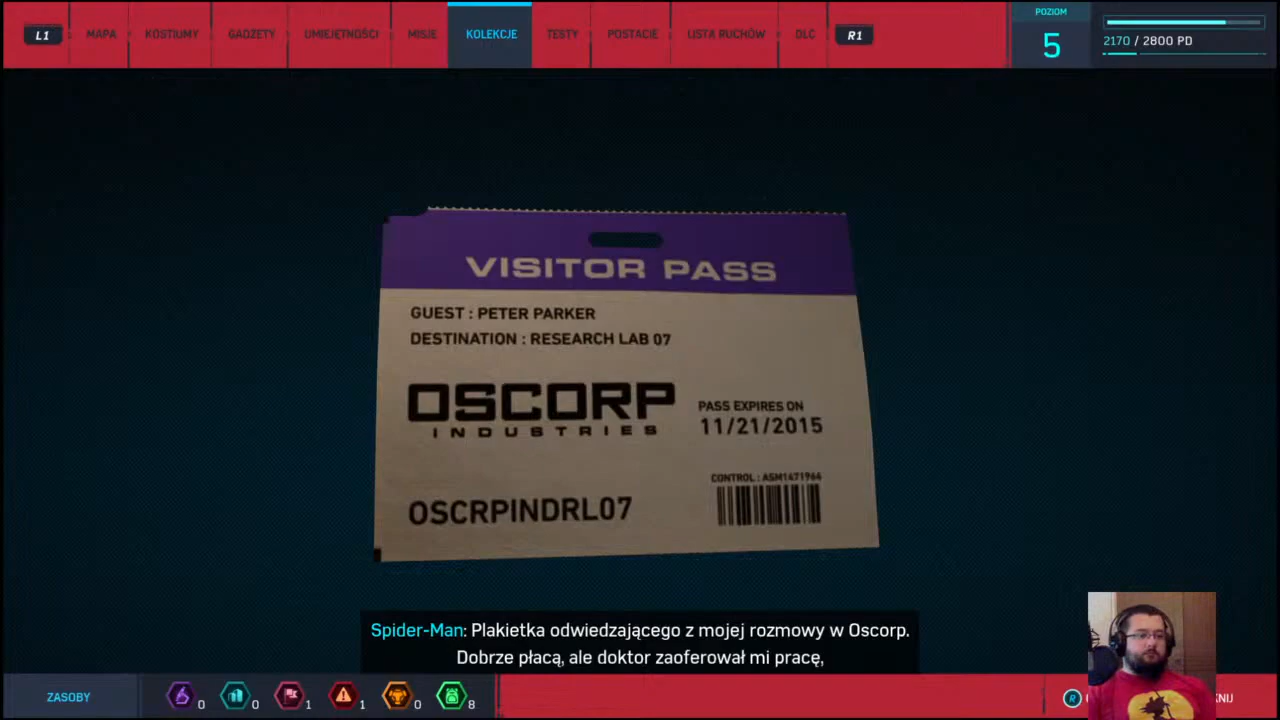 L1 MAPA KOSTIUMY GADŻETY UMIEJĘTNOŚCI MISJE KOLEKCJE TESTY POSTACIE LISTA RUCHÓW DLC R1
POZIOM
5
2170 / 2800 PD
VISITOR PASS
GUEST : PETER PARKER
DESTINATION : RESEARCH LAB 07
OSCORP
INDUSTRIES
PASS EXPIRES ON
11/21/2015
CONTROL : ASM1471966
OSCRPINDRL07
Spider-Man: Plakietka odwiedzającego z mojej rozmowy w Oscorp.
Dobrze płacą, ale doktor zaoferował mi pracę,
ZASOBY 0 0 1 1 0 8
R